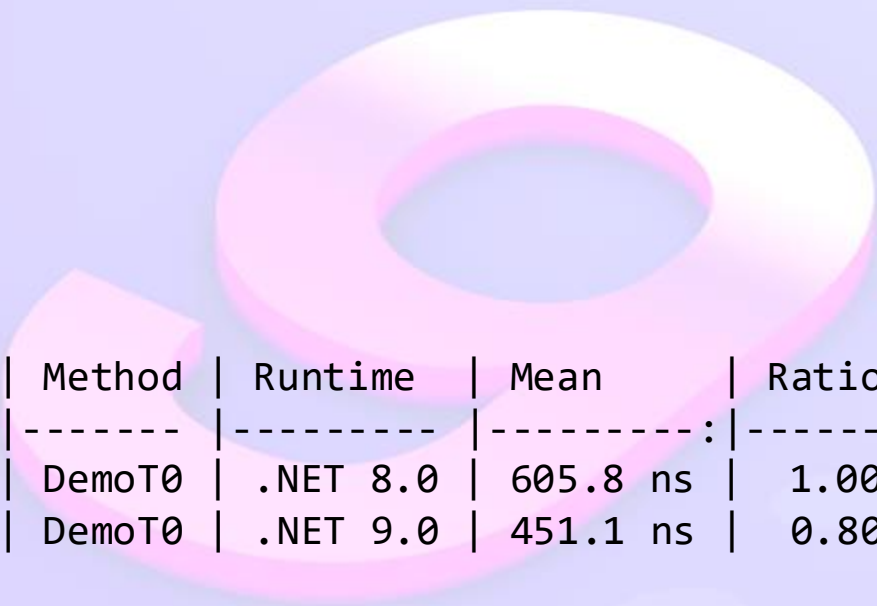 | Method | Runtime | Mean | Ratio
|------- |--------- |---------:|------
| DemoT0 | .NET 8.0 | 605.8 ns | 1.00
| DemoT0 | .NET 9.0 | 451.1 ns | 0.80